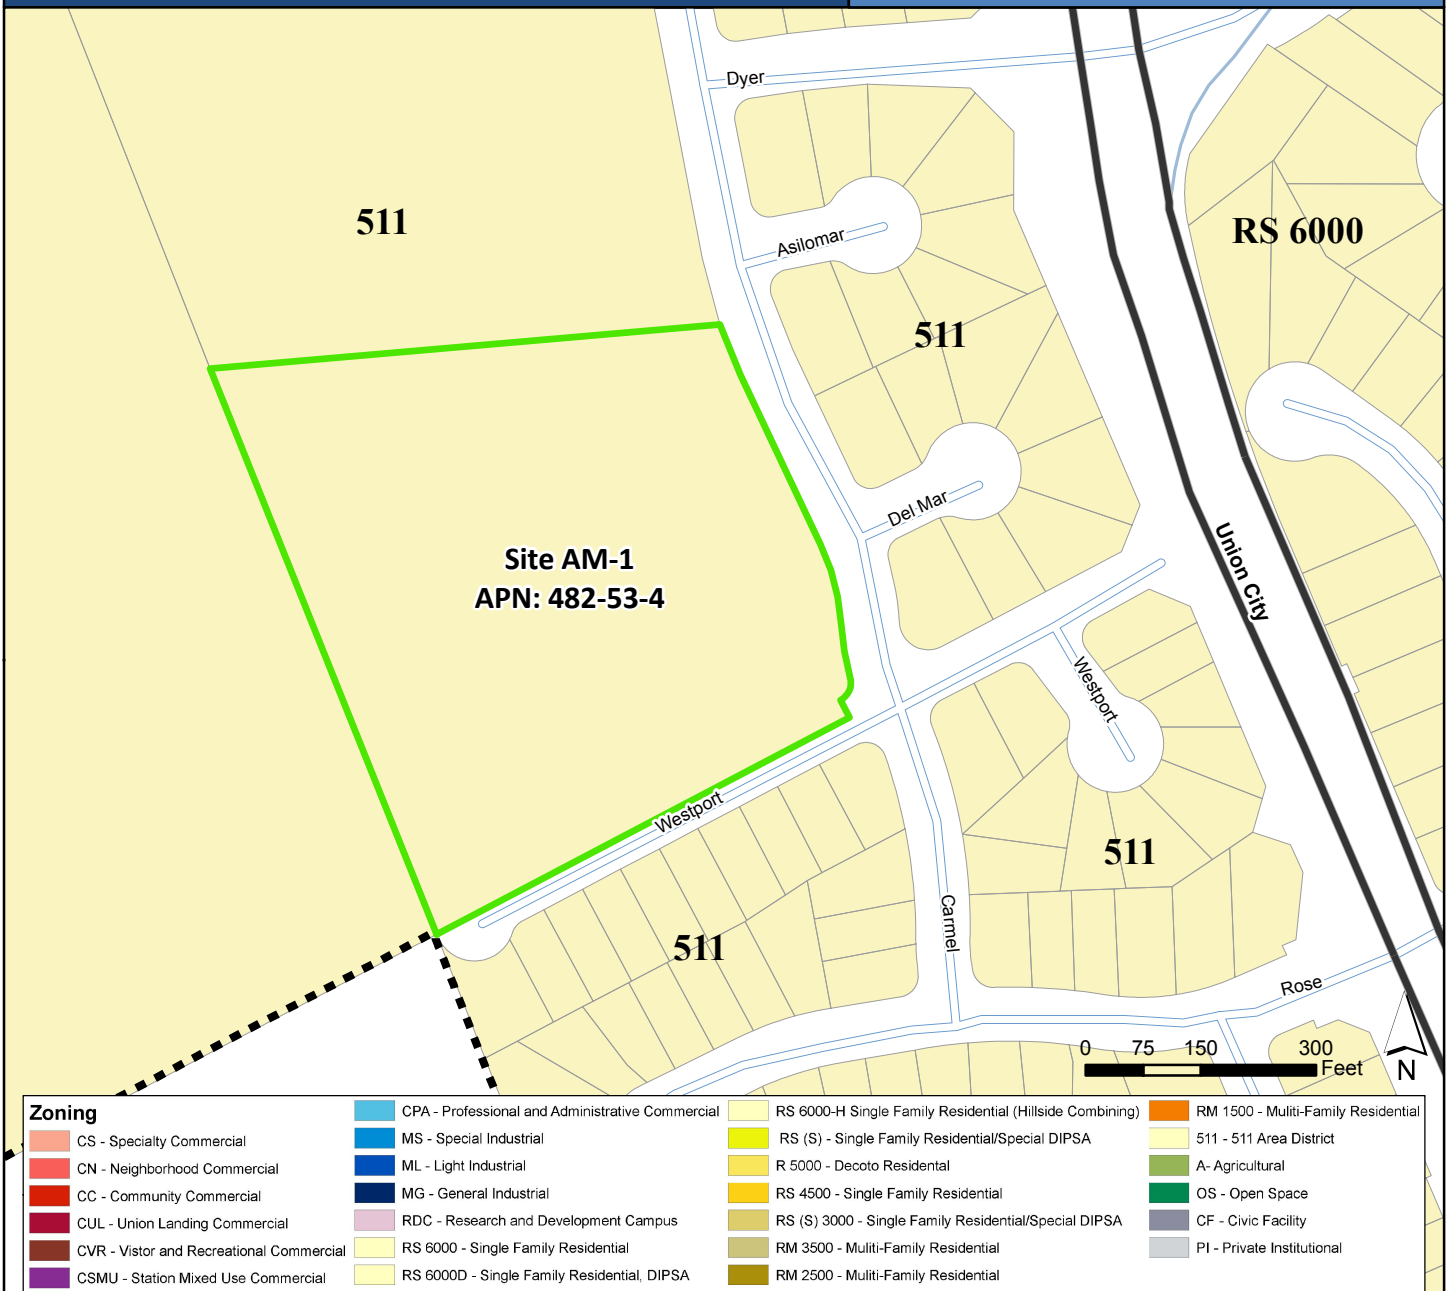 Dyer
511
Asilomar
RS 6000
511
Del Mar
Site AM-1
APN: 482-53-4
Union City
Westport
Westport
511
Carmel
511
Rose
0 75 150 300
Feet
N
Zoning
CS - Specialty Commercial
CN - Neighborhood Commercial
CC - Community Commercial
CUL - Union Landing Commercial
CVR - Vistor and Recreational Commercial
CSMU - Station Mixed Use Commercial
CPA - Professional and Administrative Commercial
MS - Special Industrial
ML - Light Industrial
MG - General Industrial
RDC - Research and Development Campus
RS 6000 - Single Family Residential
RS 6000D - Single Family Residential, DIPSA
RS 6000-H Single Family Residential (Hillside Combining)
RS (S) - Single Family Residential/Special DIPSA
R 5000 - Decoto Residental
RS 4500 - Single Family Residential
RS (S) 3000 - Single Family Residential/Special DIPSA
RM 3500 - Muliti-Family Residential
RM 2500 - Muliti-Family Residential
RM 1500 - Muliti-Family Residential
511 - 511 Area District
A- Agricultural
OS - Open Space
CF - Civic Facility
PI - Private Institutional